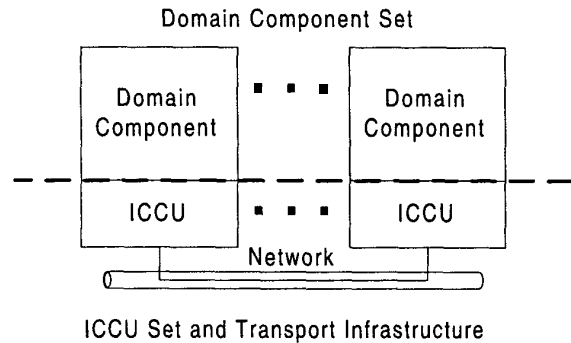 Domain Component Set
Domain
Component
Domain
Component
ICCU
ICCU
Network
ICCU Set and Transport Infrastructure